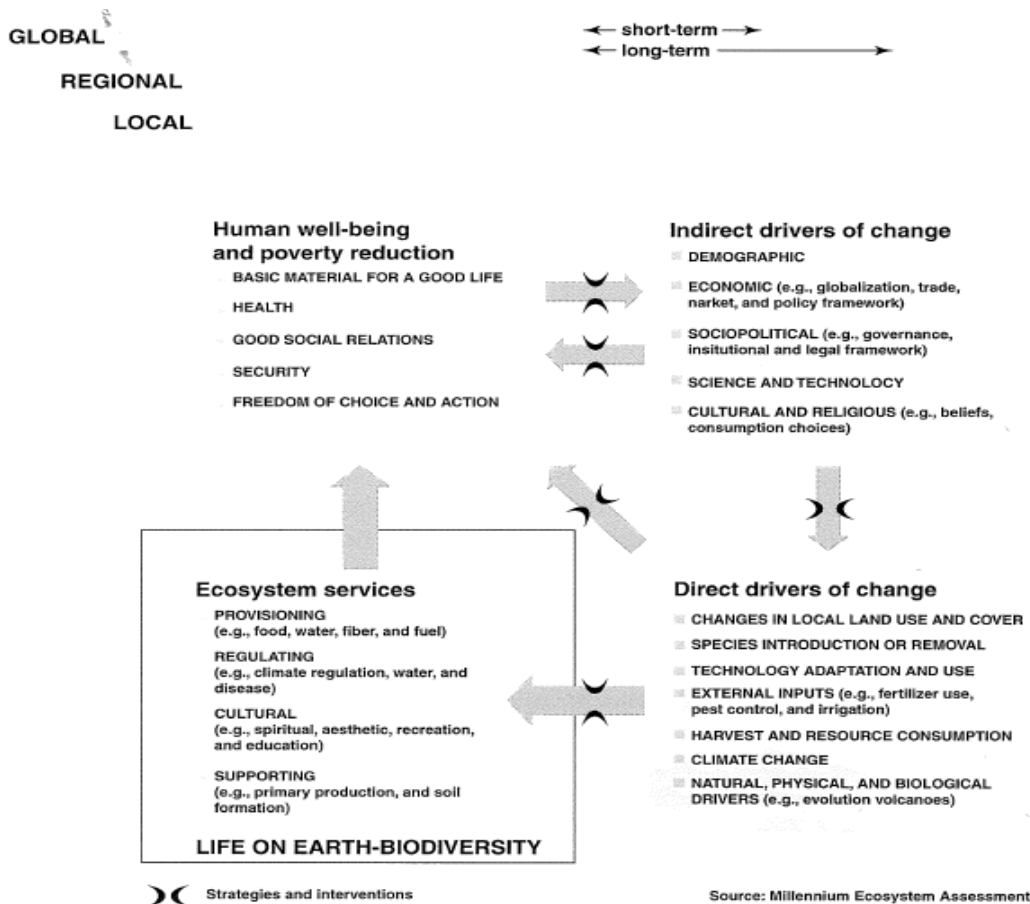 GLOBAL
REGIONAL
LOCAL
short-term
long-term
Human well-being
and poverty reduction
BASIC MATERIAL FOR A GOOD LIFE
HEALTH
GOOD SOCIAL RELATIONS
SECURITY
FREEDOM OF CHOICE AND ACTION
Indirect drivers of change
DEMOGRAPHIC
ECONOMIC (e.g., globalization, trade,
market, and policy framework)
SOCIOPOLITICAL (e.g., governance,
insitutional and legal framework)
SCIENCE AND TECHNOLOGY
CULTURAL AND RELIGIOUS (e.g., beliefs,
consumption choices)
Ecosystem services
PROVISIONING
(e.g., food, water, fiber, and fuel)
REGULATING
(e.g., climate regulation, water, and
disease)
CULTURAL
(e.g., spiritual, aesthetic, recreation,
and education)
SUPPORTING
(e.g., primary production, and soil
formation)
LIFE ON EARTH-BIODIVERSITY
Direct drivers of change
CHANGES IN LOCAL LAND USE AND COVER
SPECIES INTRODUCTION OR REMOVAL
TECHNOLOGY ADAPTATION AND USE
EXTERNAL INPUTS (e.g., fertilizer use,
pest control, and irrigation)
HARVEST AND RESOURCE CONSUMPTION
CLIMATE CHANGE
NATURAL, PHYSICAL, AND BIOLOGICAL
DRIVERS (e.g., evolution volcanoes)
Strategies and interventions
Source: Millennium Ecosystem Assessment